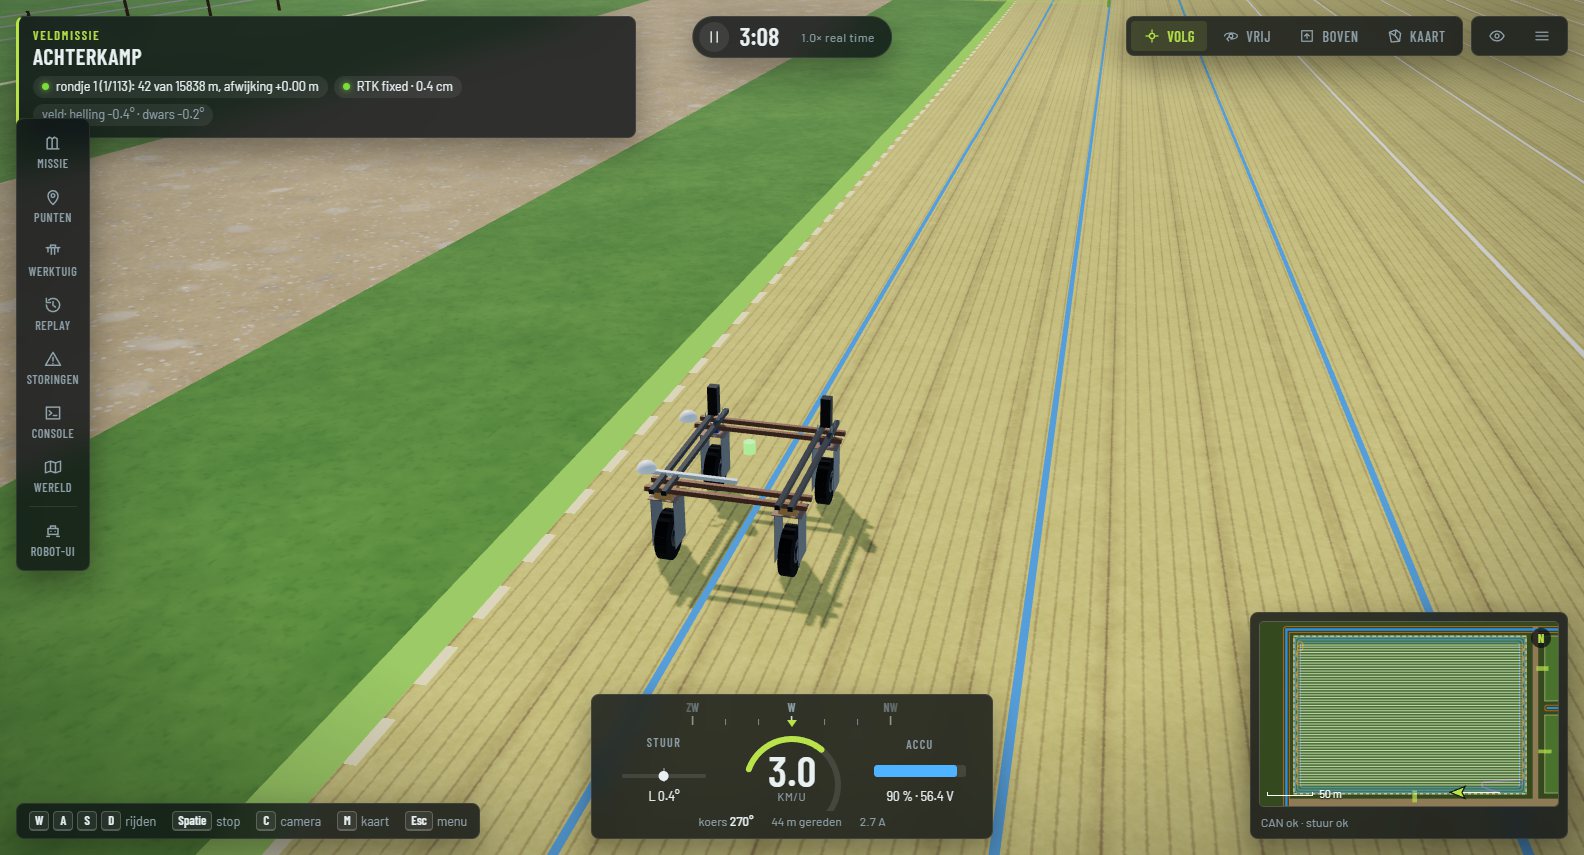 VELDMISSIE
ACHTERKAMP
rondje 1 (1/113): 42 van 15838 m, afwijking +0.00 m
RTK fixed · 0.4 cm
veld: helling -0.4° · dwars -0.2°
3:08
1.0× real time
VOLG
VRIJ
BOVEN
KAART
MISSIE
PUNTEN
WERKTUIG
REPLAY
STORINGEN
CONSOLE
WERELD
ROBOT-UI
W A S D rijden
Spatie stop
C camera
M kaart
Esc menu
ZW W NW
STUUR
L 0.4°
3.0
KM/U
ACCU
90 % · 56.4 V
koers 270°
44 m gereden
2.7 A
N
50 m
CAN ok · stuur ok